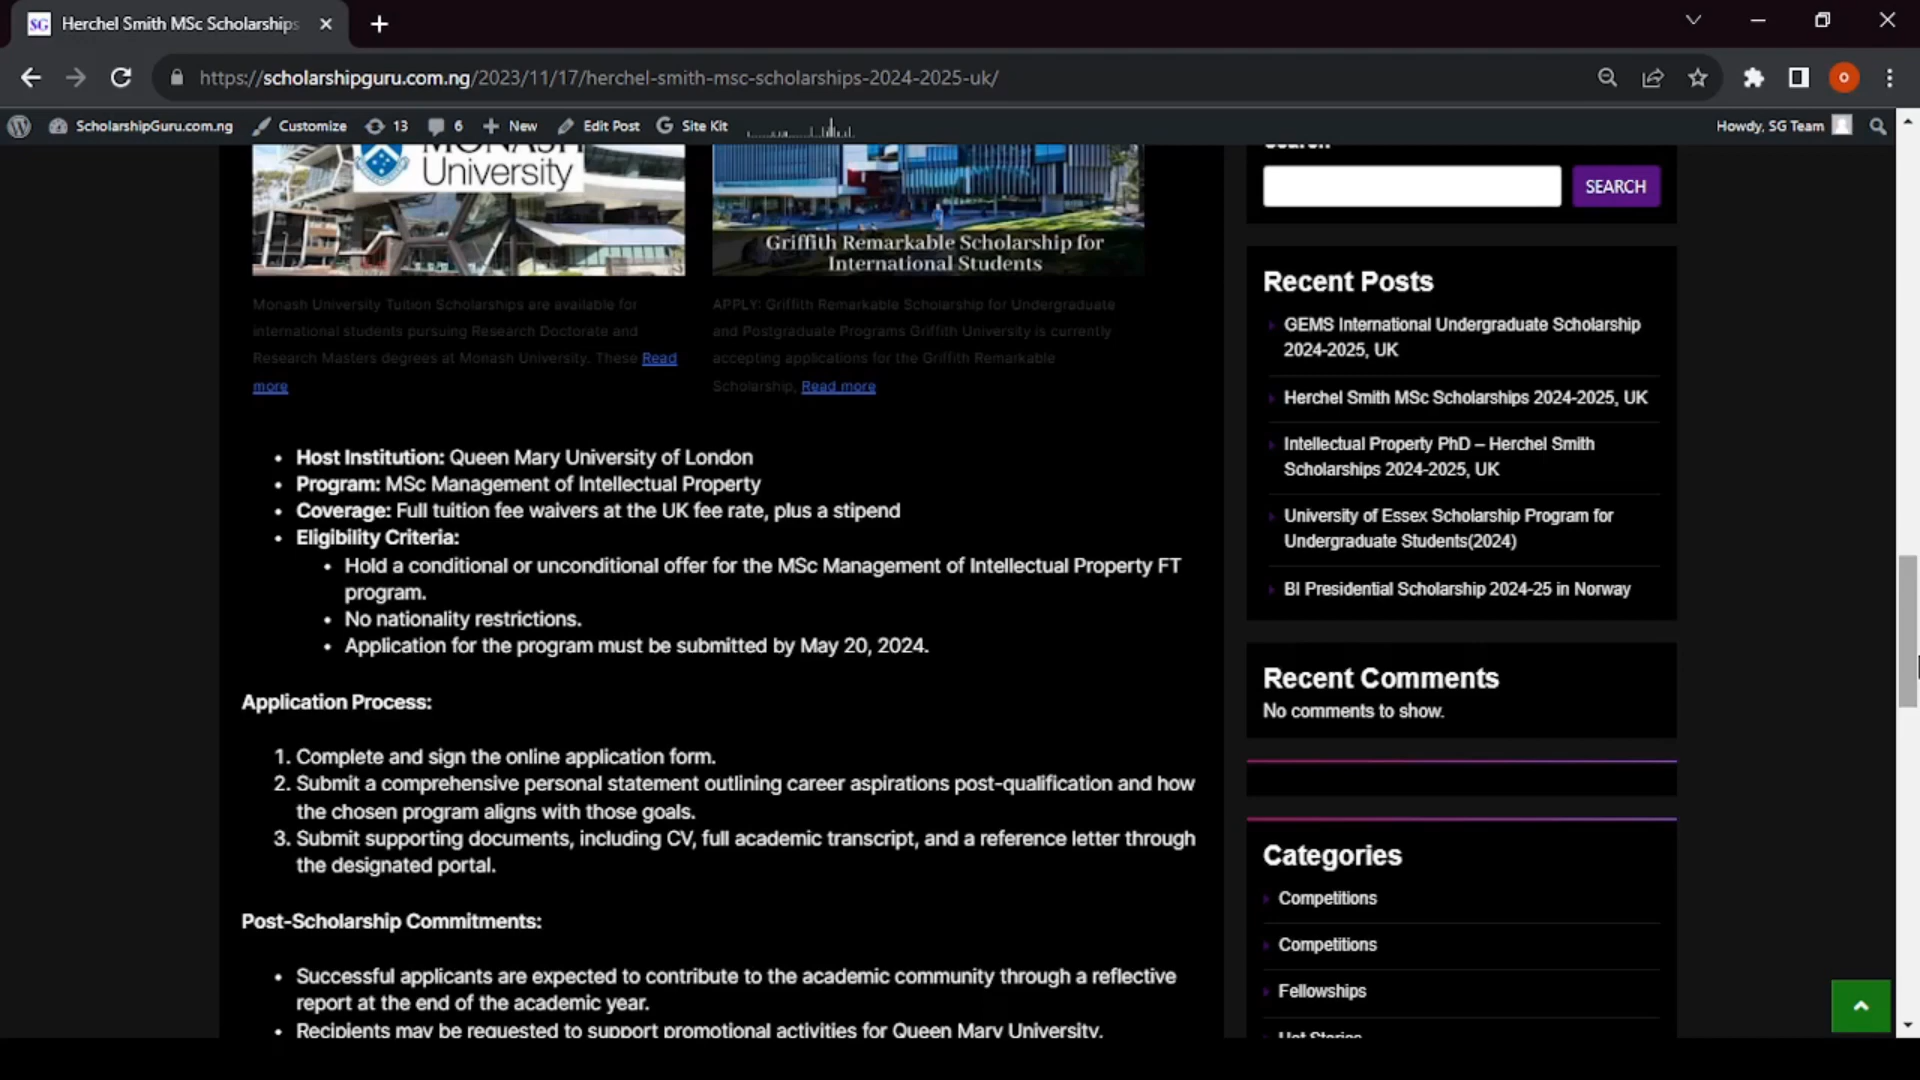 SG Herchel Smith MSc Scholarships
https://scholarshipguru.com.ng/2023/11/17/herchel-smith-msc-scholarships-2024-2025-uk/
O
ScholarshipGuru.com.ng Customize 13 6 New Edit Post Site Kit Howdy, SG Team
MONASH
University
Griffith Remarkable Scholarship for
International Students
Monash University Tuition Scholarships are available for
international students pursuing Research Doctorate and
Research Masters degrees at Monash University. These Read
more
APPLY: Griffith Remarkable Scholarship for Undergraduate
and Postgraduate Programs Griffith University is currently
accepting applications for the Griffith Remarkable
Scholarship, Read more
• Host Institution: Queen Mary University of London
• Program: MSc Management of Intellectual Property
• Coverage: Full tuition fee waivers at the UK fee rate, plus a stipend
• Eligibility Criteria:
• Hold a conditional or unconditional offer for the MSc Management of Intellectual Property FT
program.
• No nationality restrictions.
• Application for the program must be submitted by May 20, 2024.
Application Process:
1. Complete and sign the online application form.
2. Submit a comprehensive personal statement outlining career aspirations post-qualification and how
the chosen program aligns with those goals.
3. Submit supporting documents, including CV, full academic transcript, and a reference letter through
the designated portal.
Post-Scholarship Commitments:
• Successful applicants are expected to contribute to the academic community through a reflective
report at the end of the academic year.
• Recipients may be requested to support promotional activities for Queen Mary University.
Search
SEARCH
Recent Posts
GEMS International Undergraduate Scholarship
2024-2025, UK
Herchel Smith MSc Scholarships 2024-2025, UK
Intellectual Property PhD – Herchel Smith
Scholarships 2024-2025, UK
University of Essex Scholarship Program for
Undergraduate Students(2024)
BI Presidential Scholarship 2024-25 in Norway
Recent Comments
No comments to show.
Categories
Competitions
Competitions
Fellowships
Hot Stories